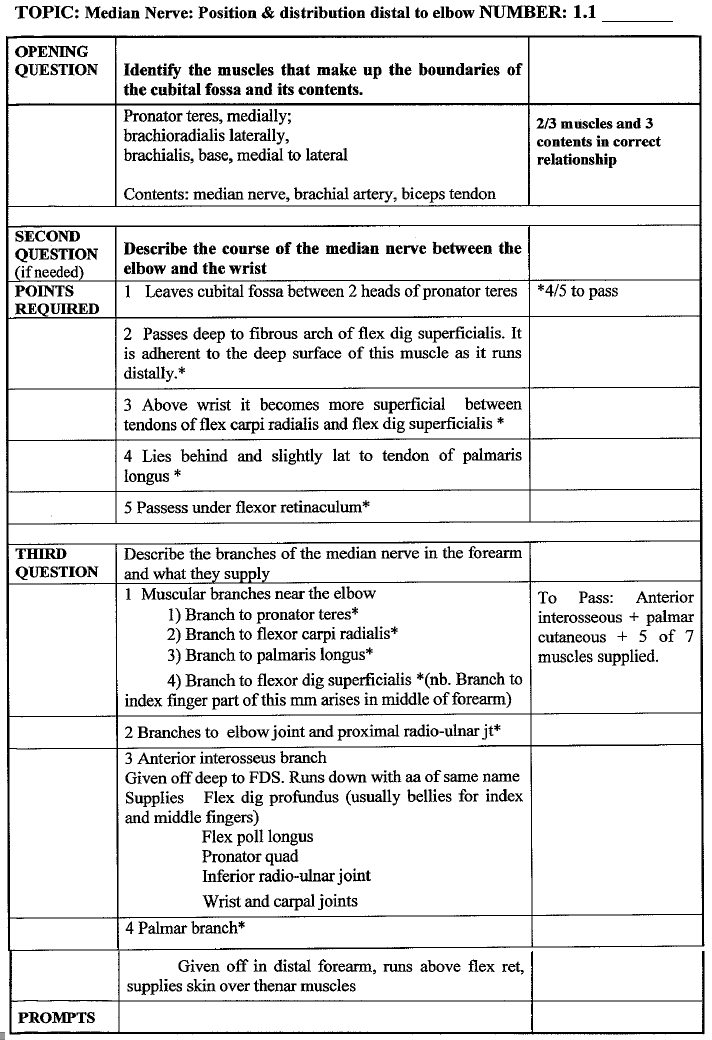 TOPIC: Median Nerve: Position & distribution distal to elbow NUMBER: 1.1 ______
OPENING
QUESTION
Identify the muscles that make up the boundaries of
the cubital fossa and its contents.
Pronator teres, medially;
brachioradialis laterally,
brachialis, base, medial to lateral
Contents: median nerve, brachial artery, biceps tendon
2/3 muscles and 3
contents in correct
relationship
SECOND
QUESTION
(if needed)
Describe the course of the median nerve between the
elbow and the wrist
POINTS
REQUIRED
1 Leaves cubital fossa between 2 heads of pronator teres
*4/5 to pass
2 Passes deep to fibrous arch of flex dig superficialis. It
is adherent to the deep surface of this muscle as it runs
distally.*
3 Above wrist it becomes more superficial between
tendons of flex carpi radialis and flex dig superficialis *
4 Lies behind and slightly lat to tendon of palmaris
longus *
5 Passess under flexor retinaculum*
THIRD
QUESTION
Describe the branches of the median nerve in the forearm
and what they supply
1 Muscular branches near the elbow
1) Branch to pronator teres*
2) Branch to flexor carpi radialis*
3) Branch to palmaris longus*
4) Branch to flexor dig superficialis *(nb. Branch to
index finger part of this mm arises in middle of forearm)
To Pass: Anterior
interosseous + palmar
cutaneous + 5 of 7
muscles supplied.
2 Branches to elbow joint and proximal radio-ulnar jt*
3 Anterior interosseus branch
Given off deep to FDS. Runs down with aa of same name
Supplies Flex dig profundus (usually bellies for index
and middle fingers)
Flex poll longus
Pronator quad
Inferior radio-ulnar joint
Wrist and carpal joints
4 Palmar branch*
Given off in distal forearm, runs above flex ret,
supplies skin over thenar muscles
PROMPTS